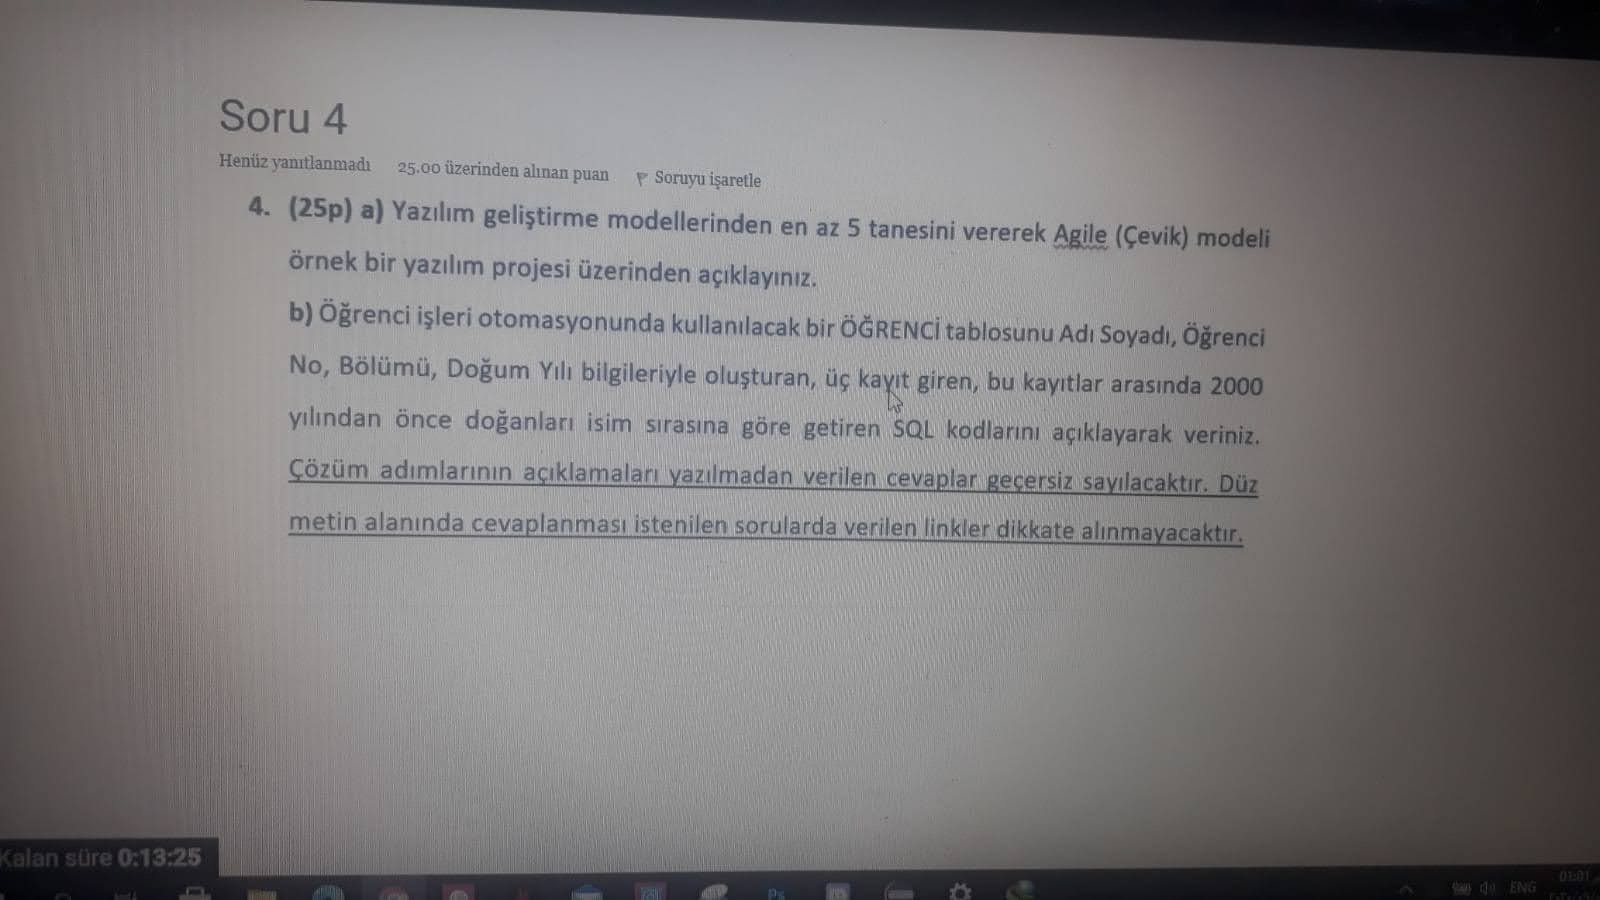 Soru 4
Henüz yanıtlanmadı 25.00 üzerinden alınan puan Soruyu işaretle
4. (25p) a) Yazılım geliştirme modellerinden en az 5 tanesini vererek Agile (Çevik) modeli
örnek bir yazılım projesi üzerinden açıklayınız.
b) Öğrenci işleri otomasyonunda kullanılacak bir ÖĞRENCİ tablosunu Adı Soyadı, Öğrenci
No, Bölümü, Doğum Yılı bilgileriyle oluşturan, üç kayıt giren, bu kayıtlar arasında 2000
yılından önce doğanları isim sırasına göre getiren SQL kodlarını açıklayarak veriniz.
Çözüm adımlarının açıklamaları yazılmadan verilen cevaplar geçersiz sayılacaktır. Düz
metin alanında cevaplanması istenilen sorularda verilen linkler dikkate alınmayacaktır.
Kalan süre 0:13:25
Ps
ENG
01:01